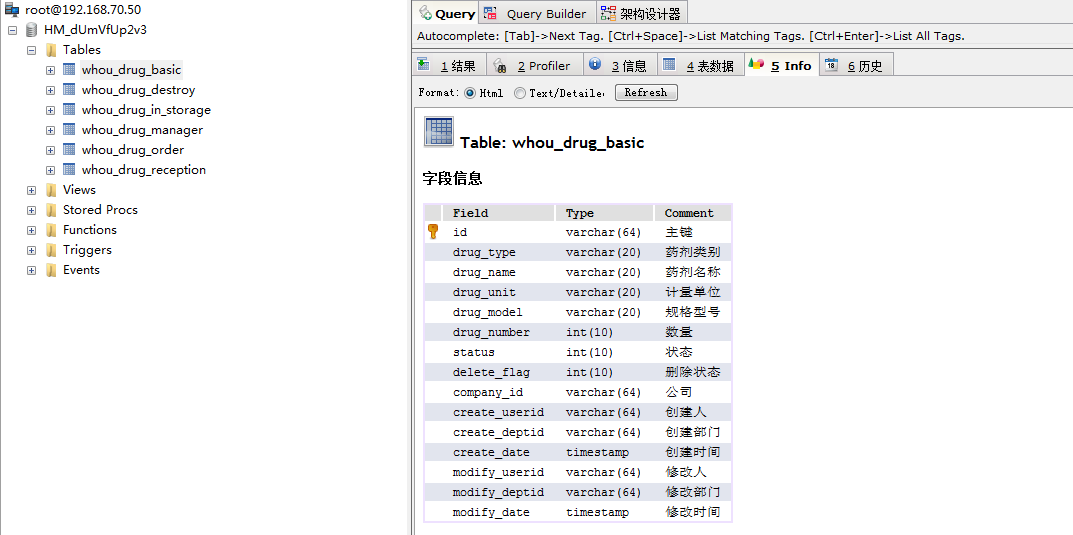 root@192.168.70.50
HM_dUmVfUp2v3
Tables
whou_drug_basic
whou_drug_destroy
whou_drug_in_storage
whou_drug_manager
whou_drug_order
whou_drug_reception
Views
Stored Procs
Functions
Triggers
Events
Query Query Builder 架构设计器
Autocomplete: [Tab]->Next Tag. [Ctrl+Space]->List Matching Tags. [Ctrl+Enter]->List All Tags.
1 结果 2 Profiler 3 信息 4 表数据 5 Info 6 历史
Format: Html Text/Detailed Refresh
Table: whou_drug_basic
字段信息
Field Type Comment
id varchar(64) 主键
drug_type varchar(20) 药剂类别
drug_name varchar(20) 药剂名称
drug_unit varchar(20) 计量单位
drug_model varchar(20) 规格型号
drug_number int(10) 数量
status int(10) 状态
delete_flag int(10) 删除状态
company_id varchar(64) 公司
create_userid varchar(64) 创建人
create_deptid varchar(64) 创建部门
create_date timestamp 创建时间
modify_userid varchar(64) 修改人
modify_deptid varchar(64) 修改部门
modify_date timestamp 修改时间